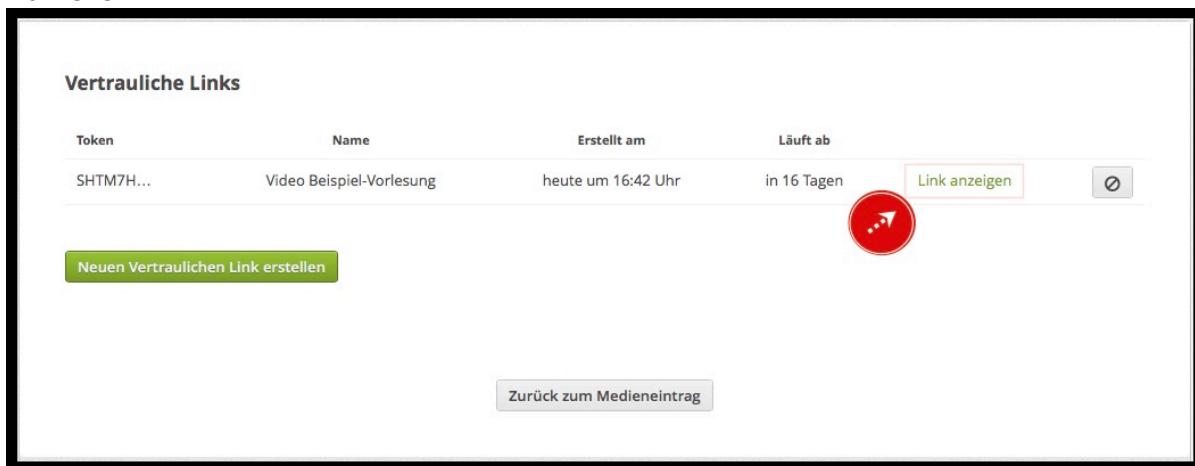 Vertrauliche Links
Token Name Erstellt am Läuft ab
SHTM7H... Video Beispiel-Vorlesung heute um 16:42 Uhr in 16 Tagen Link anzeigen
Neuen Vertraulichen Link erstellen
Zurück zum Medieneintrag